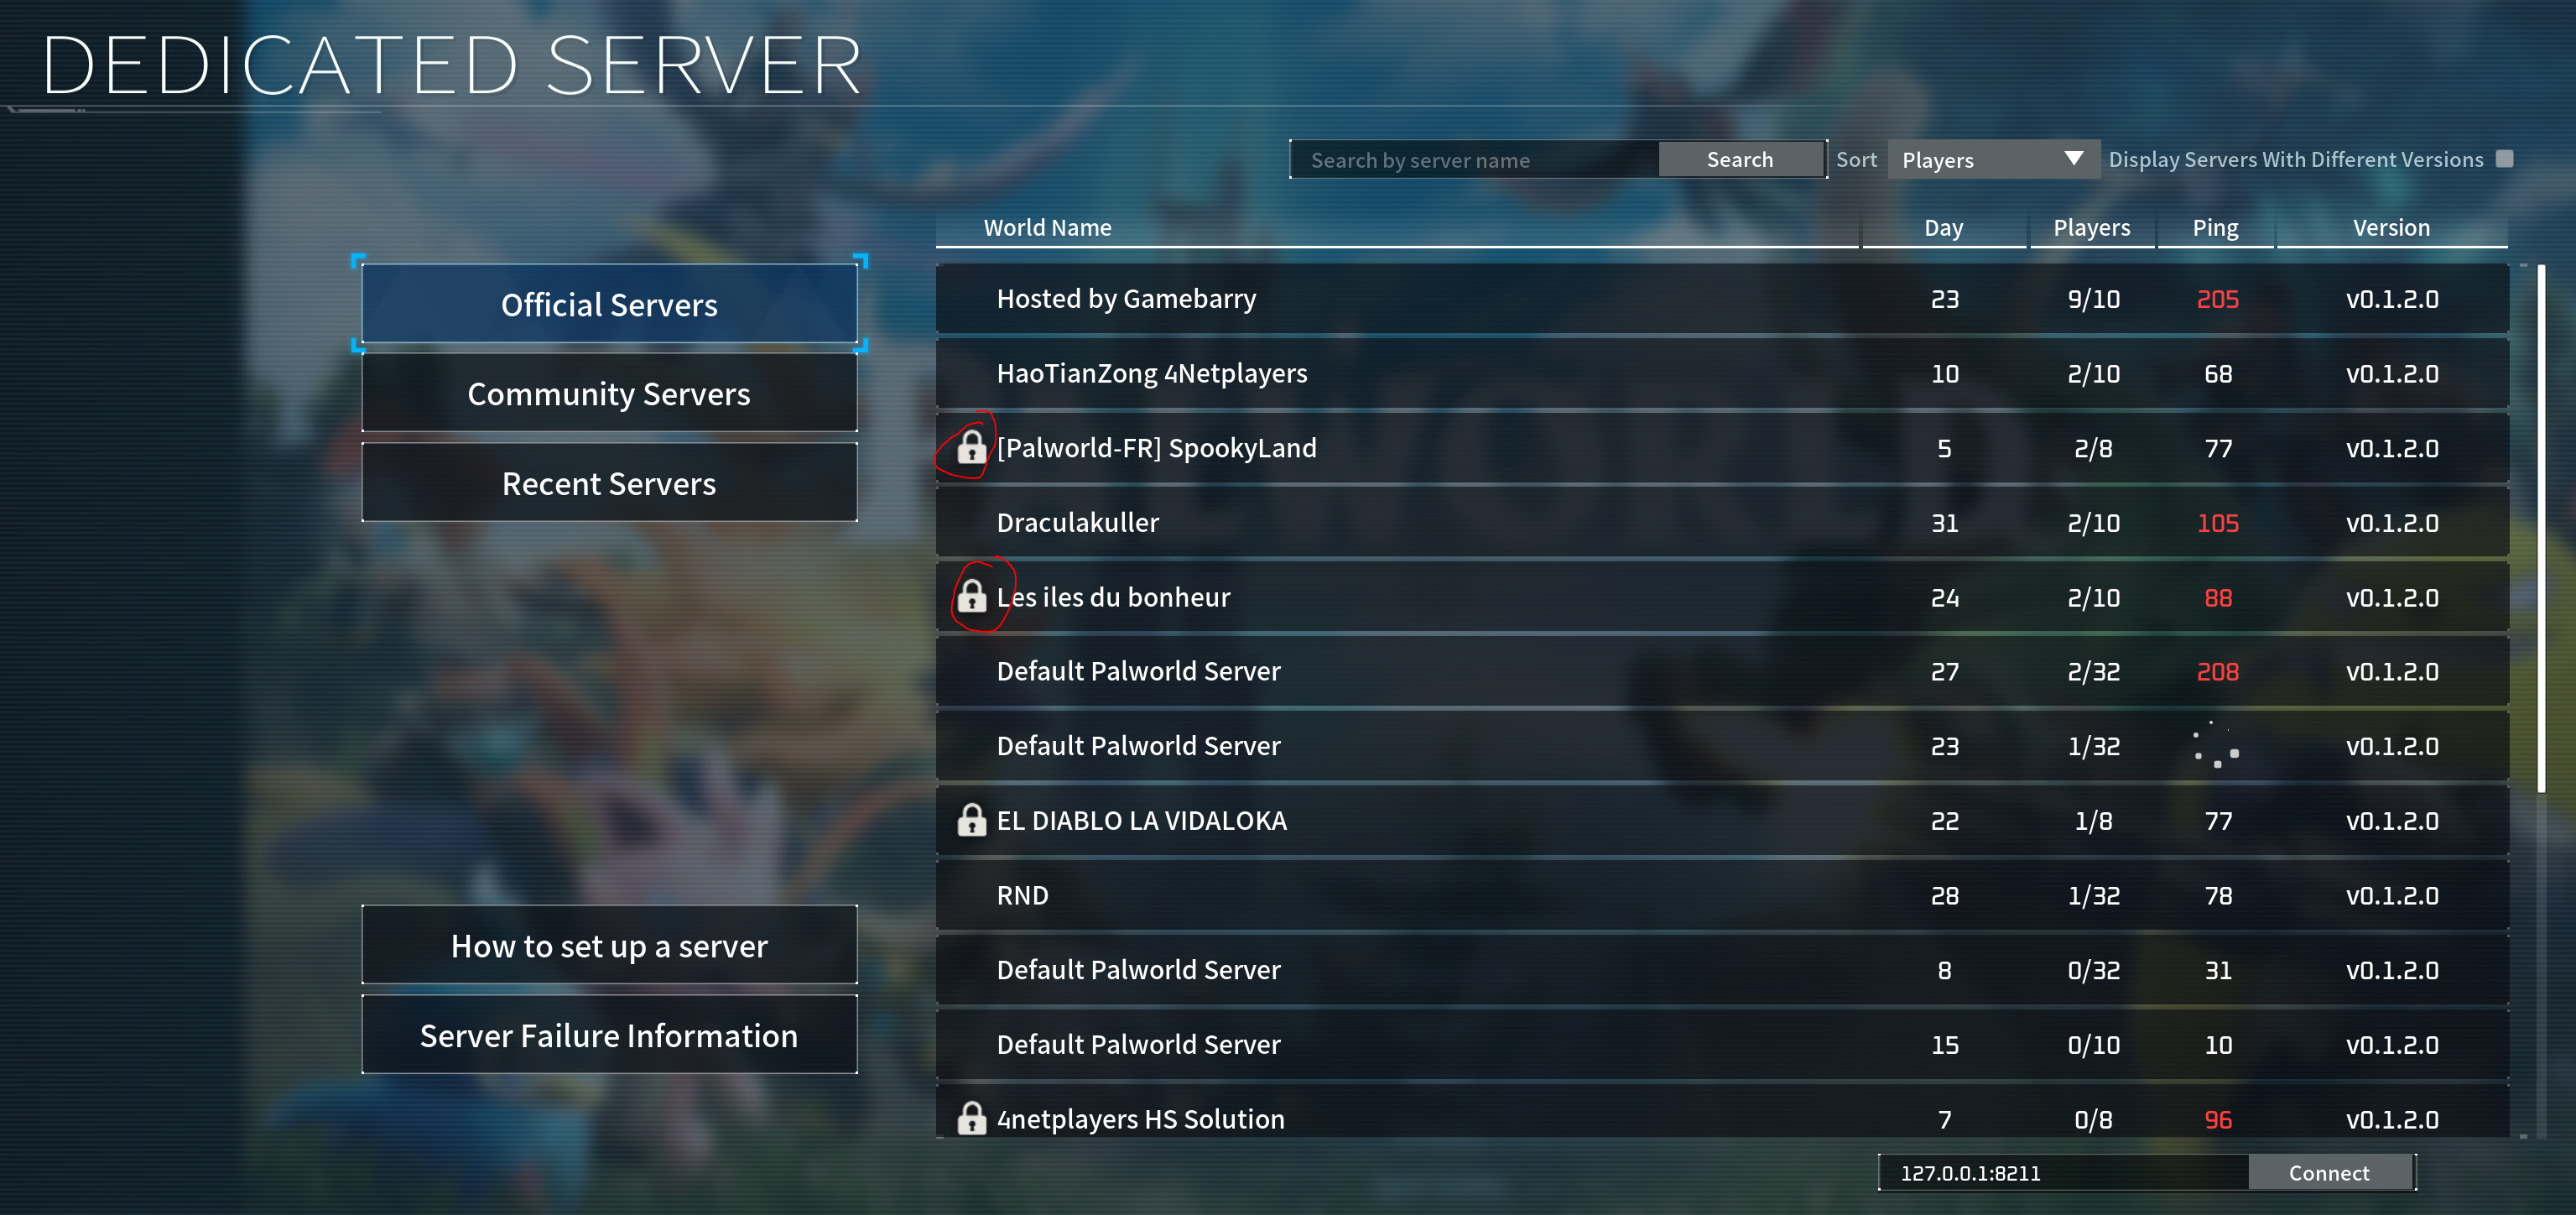 DEDICATED SERVER
Search by server name Search Sort Players Display Servers With Different Versions
World Name Day Players Ping Version
Official Servers
Community Servers
Recent Servers
How to set up a server
Server Failure Information
Hosted by Gamebarry 23 9/10 205 v0.1.2.0
HaoTianZong 4Netplayers 10 2/10 68 v0.1.2.0
[Palworld-FR] SpookyLand 5 2/8 77 v0.1.2.0
Draculakuller 31 2/10 105 v0.1.2.0
Les iles du bonheur 24 2/10 88 v0.1.2.0
Default Palworld Server 27 2/32 208 v0.1.2.0
Default Palworld Server 23 1/32 v0.1.2.0
EL DIABLO LA VIDALOKA 22 1/8 77 v0.1.2.0
RND 28 1/32 78 v0.1.2.0
Default Palworld Server 8 0/32 31 v0.1.2.0
Default Palworld Server 15 0/10 10 v0.1.2.0
4netplayers HS Solution 7 0/8 96 v0.1.2.0
127.0.0.1:8211 Connect